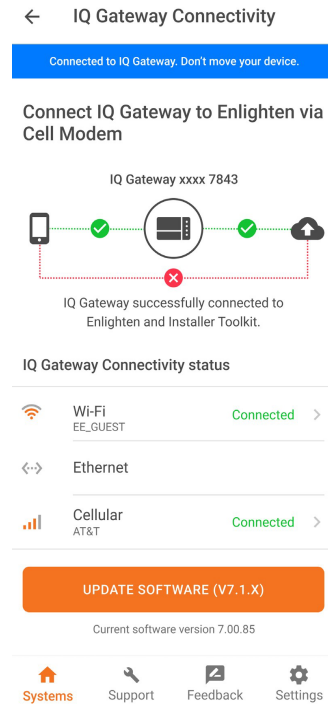 IQ Gateway Connectivity
Connected to IQ Gateway. Don't move your device.
Connect IQ Gateway to Enlighten via
Cell Modem
IQ Gateway xxxx 7843
IQ Gateway successfully connected to
Enlighten and Installer Toolkit.
IQ Gateway Connectivity status
Wi-Fi
Connected
EE_GUEST
Ethernet
Cellular
Connected
AT&T
UPDATE SOFTWARE (V7.1.X)
Current software version 7.00.85
Systems
Support
Feedback
Settings